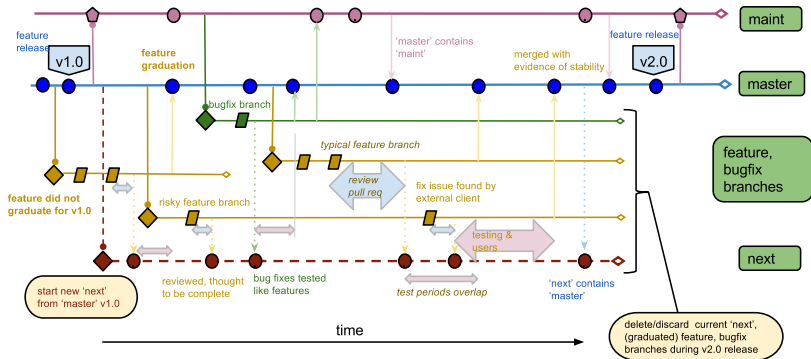 maint
feature
release
v1.0
feature
graduation
'master' contains
'maint'
merged with
evidence of stability
feature release
v2.0
master
bugfix branch
typical feature branch
feature,
bugfix
branches
feature did not
graduate for v1.0
risky feature branch
review
pull req
fix issue found by
external client
testing &
users
next
start new 'next'
from 'master' v1.0
reviewed, thought
to be complete
bug fixes tested
like features
test periods overlap
'next' contains
'master'
time
delete/discard current 'next',
(graduated) feature, bugfix
branches during v2.0 release